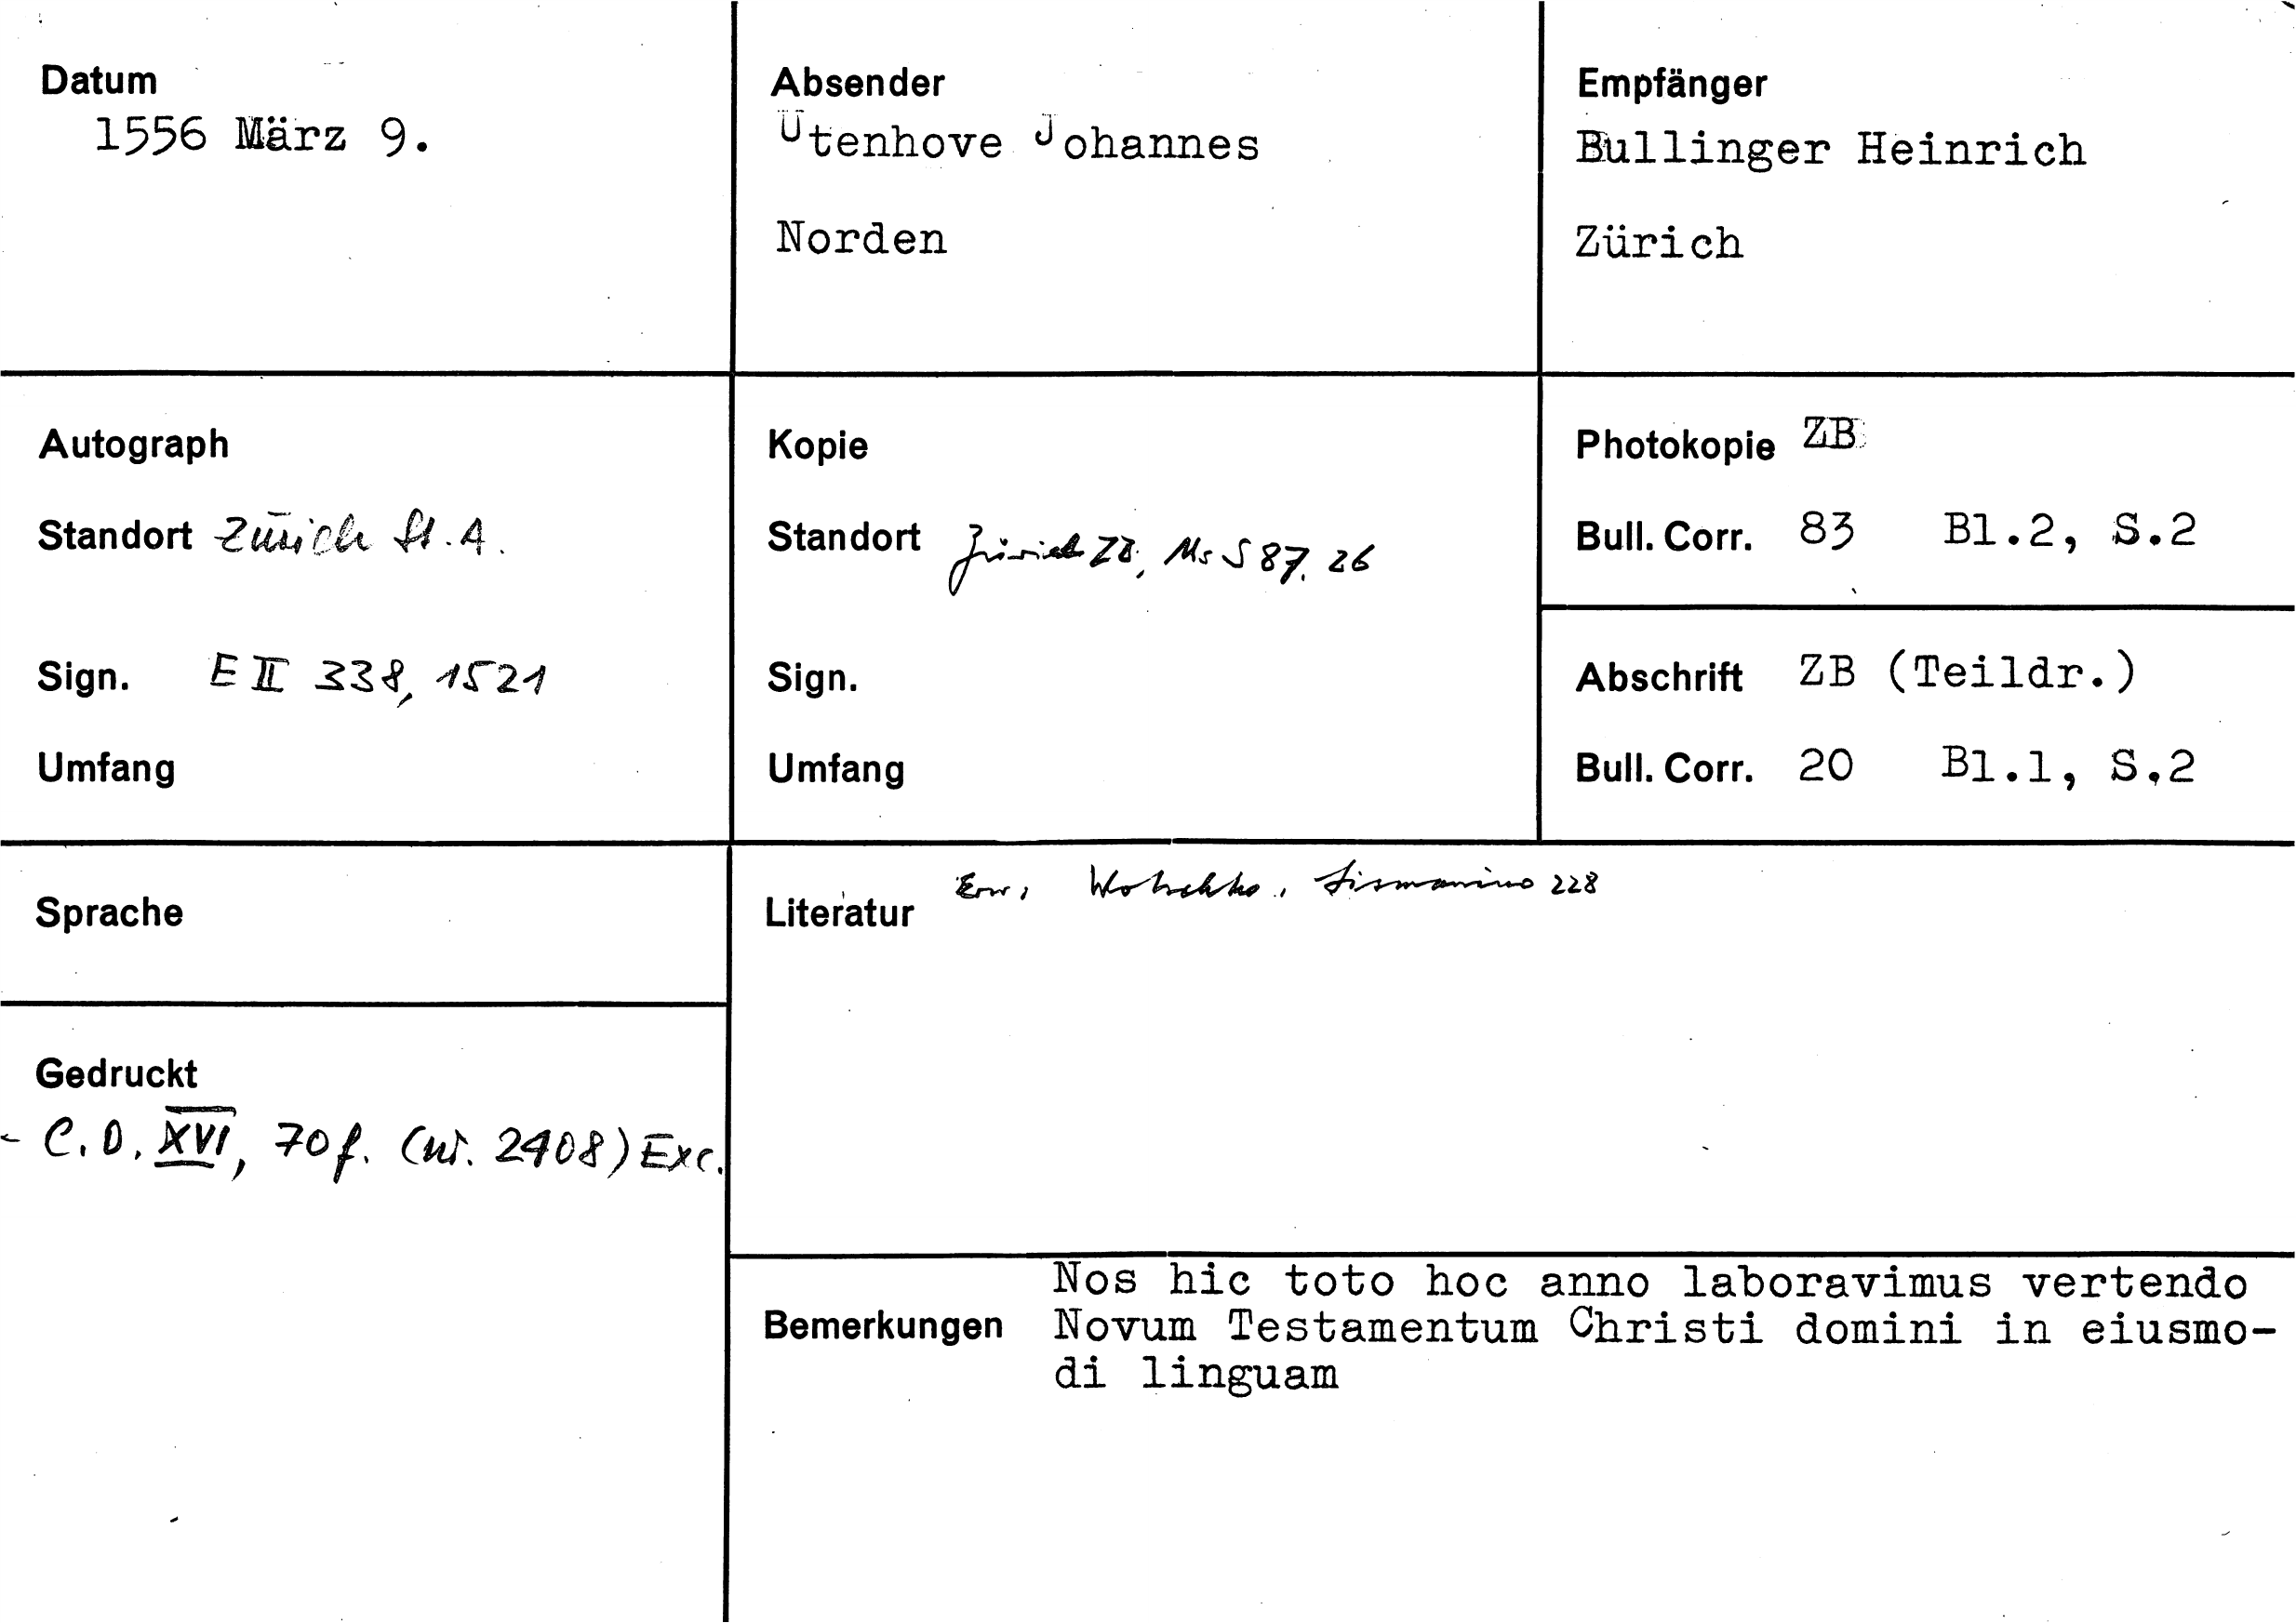 Datum
1556 März 9.
Absender
Utenhove Johannes
Norden
Empfänger
Bullinger Heinrich
Zürich
Autograph
Standort Zürich St.A.
Sign. E II 338, 1521
Umfang
Kopie
Standort Zürich ZB, Ms S 87, 26
Sign.
Umfang
Photokopie ZB
Bull. Corr. 83 Bl.2, S.2
Abschrift ZB (Teildr.)
Bull. Corr. 20 Bl.1, S.2
Sprache
Literatur Erw: Wotschke, Lismanino 228
Gedruckt
- C.O. XVI, 70f. (nr. 2408) Exc.
Bemerkungen
Nos hic toto hoc anno laboravimus vertendo
Novum Testamentum Christi domini in eiusmo-
di linguam